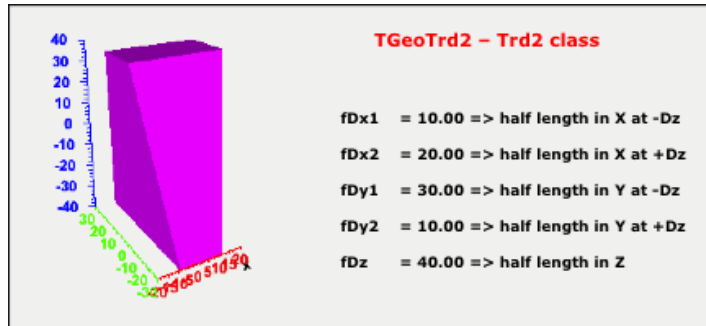 TGeoTrd2 – Trd2 class
40
30
20
10
0
-10
-20
-30
-40
30
20
10
0
-10
-20
fDx1 = 10.00 => half length in X at -Dz
fDx2 = 20.00 => half length in X at +Dz
fDy1 = 30.00 => half length in Y at -Dz
fDy2 = 10.00 => half length in Y at +Dz
fDz = 40.00 => half length in Z